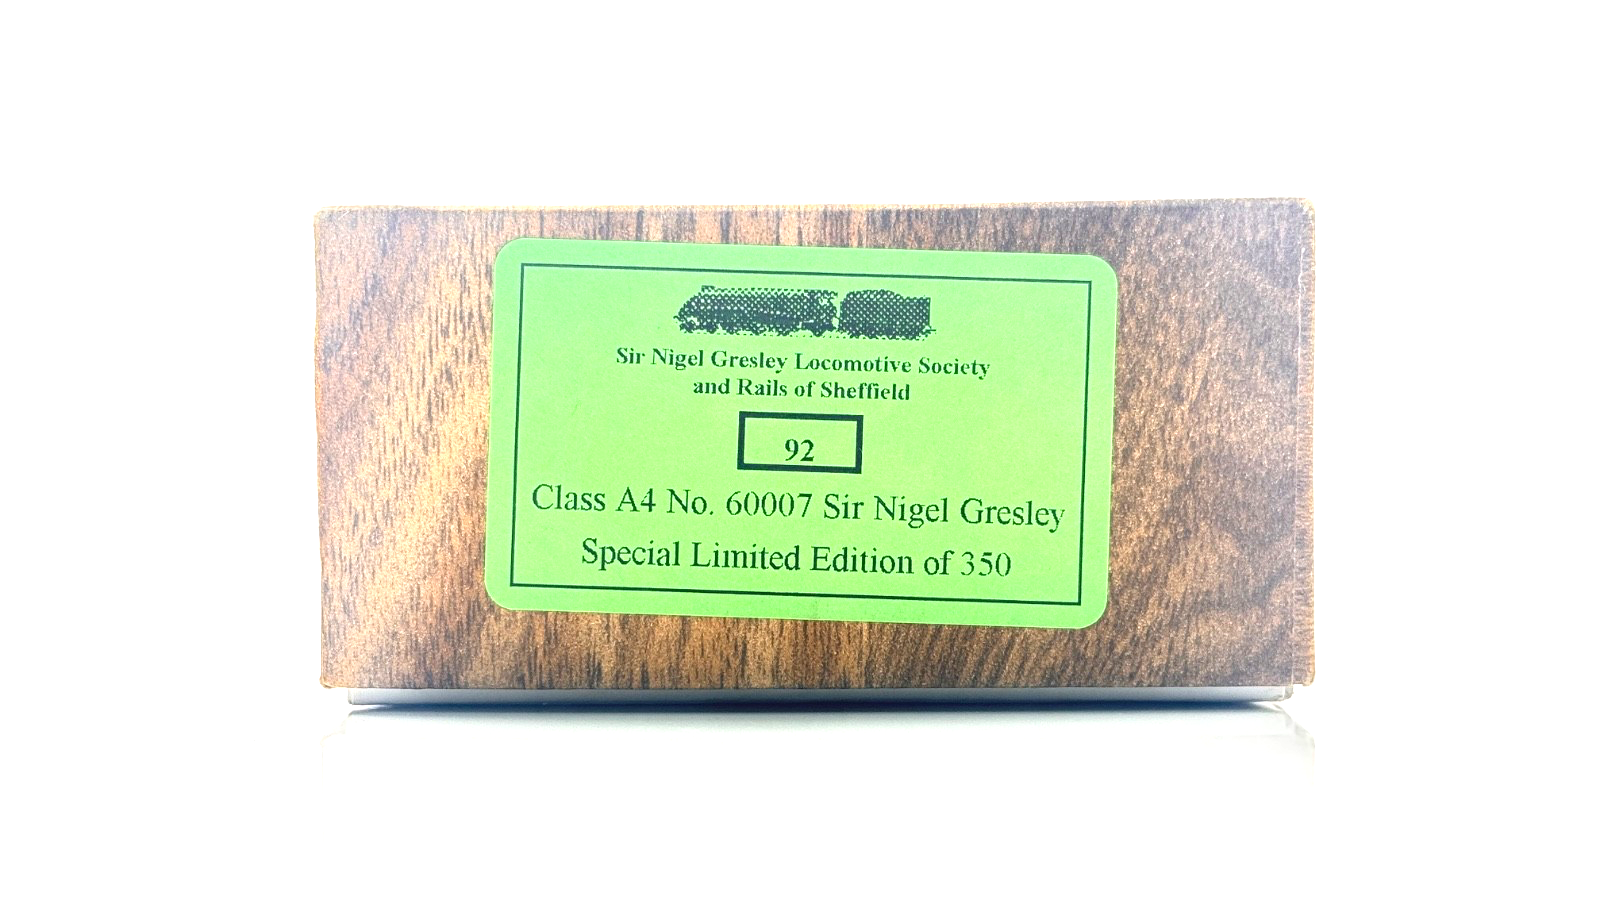 Sir Nigel Gresley Locomotive Society
and Rails of Sheffield
92
Class A4 No. 60007 Sir Nigel Gresley
Special Limited Edition of 350